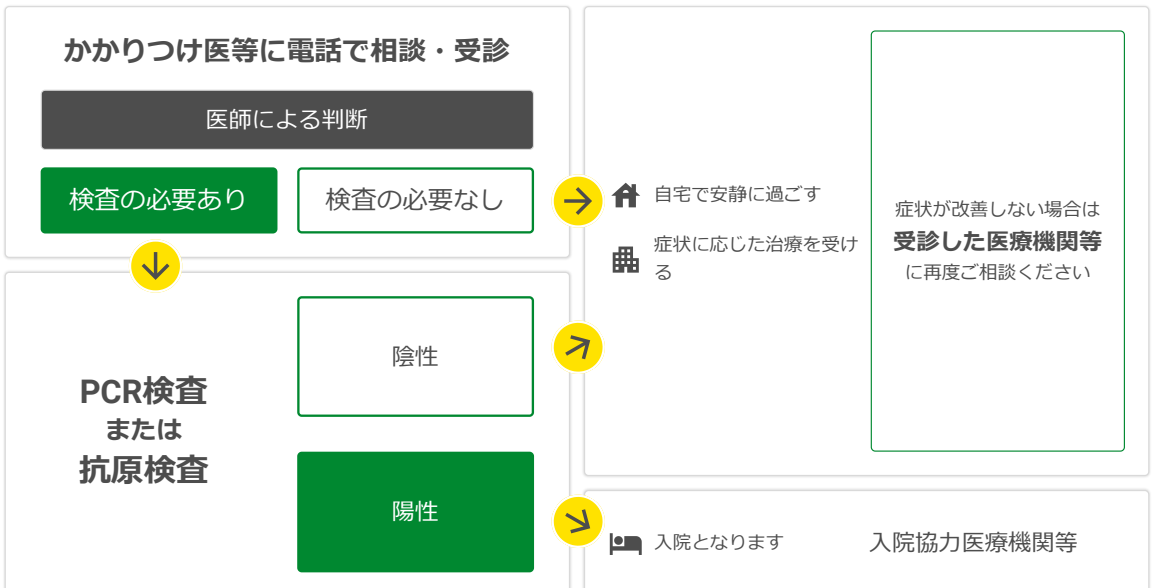 かかりつけ医等に電話で相談・受診
医師による判断
検査の必要あり
検査の必要なし
自宅で安静に過ごす
症状に応じた治療を受け
る
症状が改善しない場合は
受診した医療機関等
に再度ご相談ください
PCR検査
または
抗原検査
陰性
陽性
入院となります
入院協力医療機関等